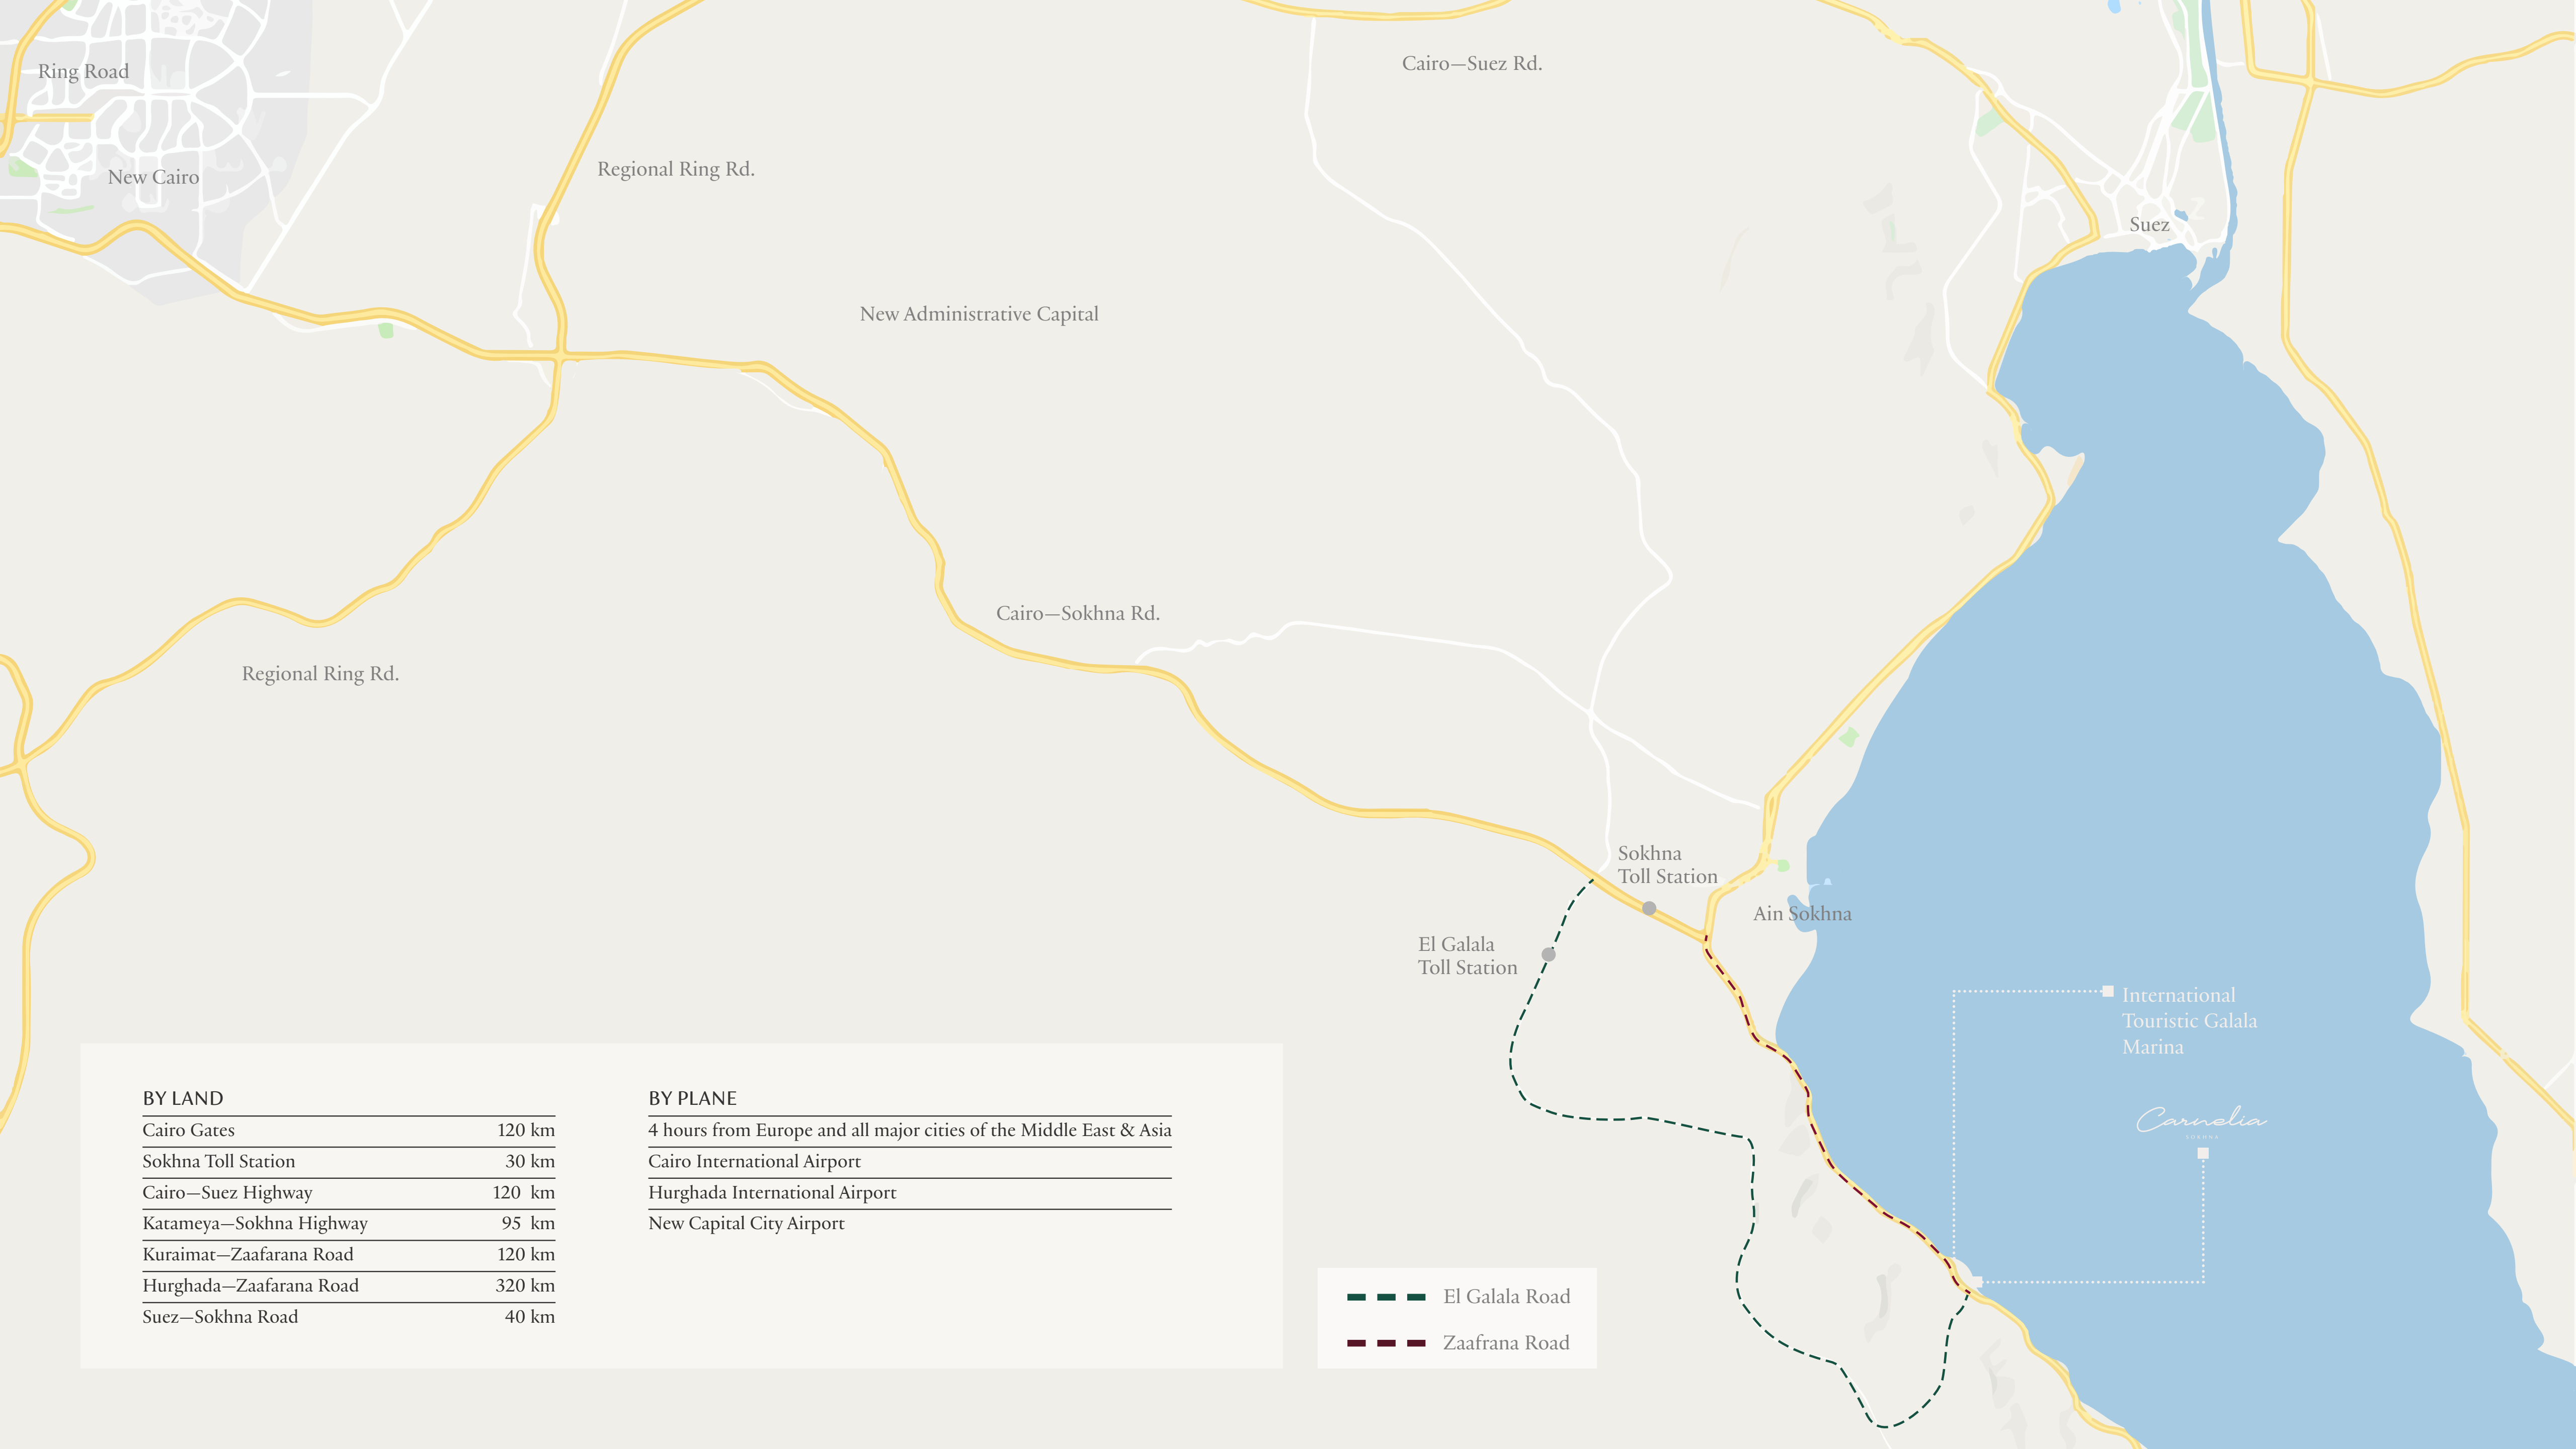 Ring Road
Cairo—Suez Rd.
Regional Ring Rd.
New Cairo
Suez
New Administrative Capital
Cairo—Sokhna Rd.
Regional Ring Rd.
Sokhna
Toll Station
Ain Sokhna
El Galala
Toll Station
International
Touristic Galala
Marina
Carnelia
SOKHNA
BY LAND
Cairo Gates 120 km
Sokhna Toll Station 30 km
Cairo—Suez Highway 120 km
Katameya—Sokhna Highway 95 km
Kuraimat—Zaafarana Road 120 km
Hurghada—Zaafarana Road 320 km
Suez—Sokhna Road 40 km
BY PLANE
4 hours from Europe and all major cities of the Middle East & Asia
Cairo International Airport
Hurghada International Airport
New Capital City Airport
El Galala Road
Zaafrana Road